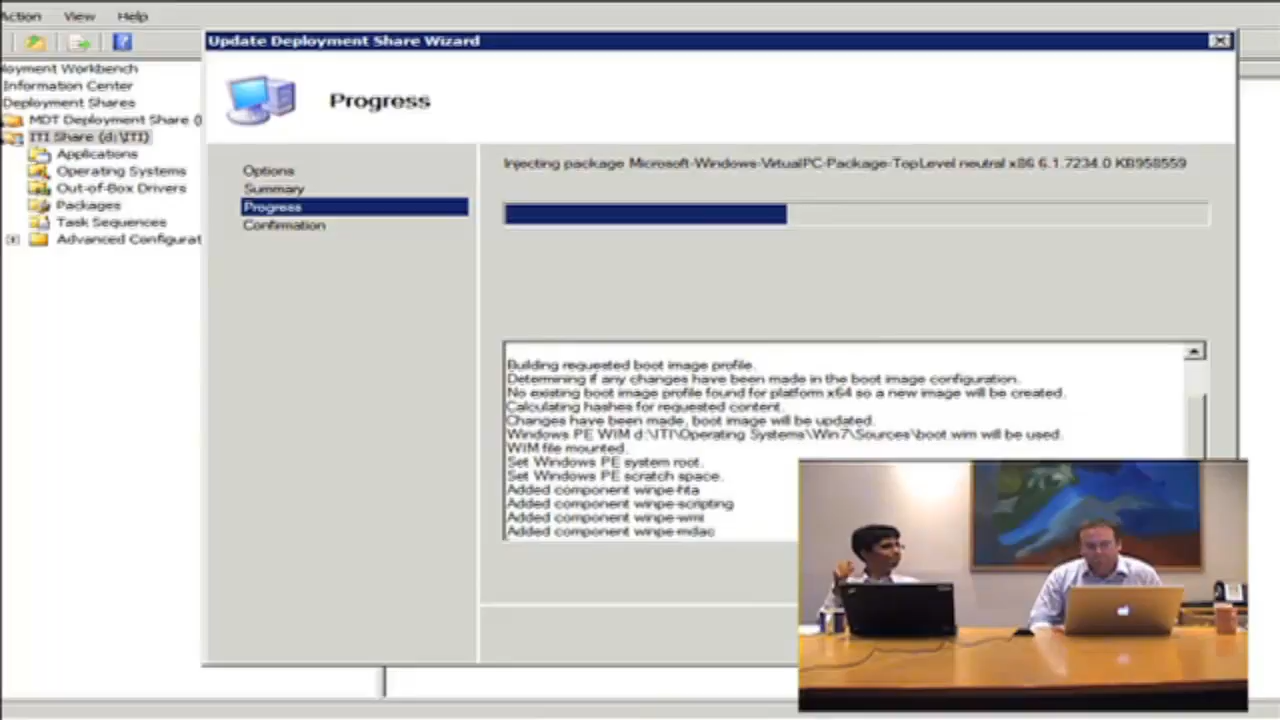 Action View Help
Update Deployment Share Wizard
loyment Workbench
Information Center
Deployment Shares
MDT Deployment Share (
ITI Share (d:\ITI)
Applications
Operating Systems
Out-of-Box Drivers
Packages
Task Sequences
Advanced Configurat
Progress
Options
Summary
Progress
Confirmation
Injecting package Microsoft-Windows-VirtualPC-Package-TopLevel neutral x86 6.1.7234.0 KB958559
Building requested boot image profile.
Determining if any changes have been made in the boot image configuration.
No existing boot image profile found for platform x64 so a new image will be created.
Calculating hashes for requested content.
Changes have been made, boot image will be updated.
Windows PE WIM d:\ITI\Operating Systems\Win7\Sources\boot.wim will be used.
WIM file mounted.
Set Windows PE system root.
Set Windows PE scratch space.
Added component winpe-hta
Added component winpe-scripting
Added component winpe-wmi
Added component winpe-mdac